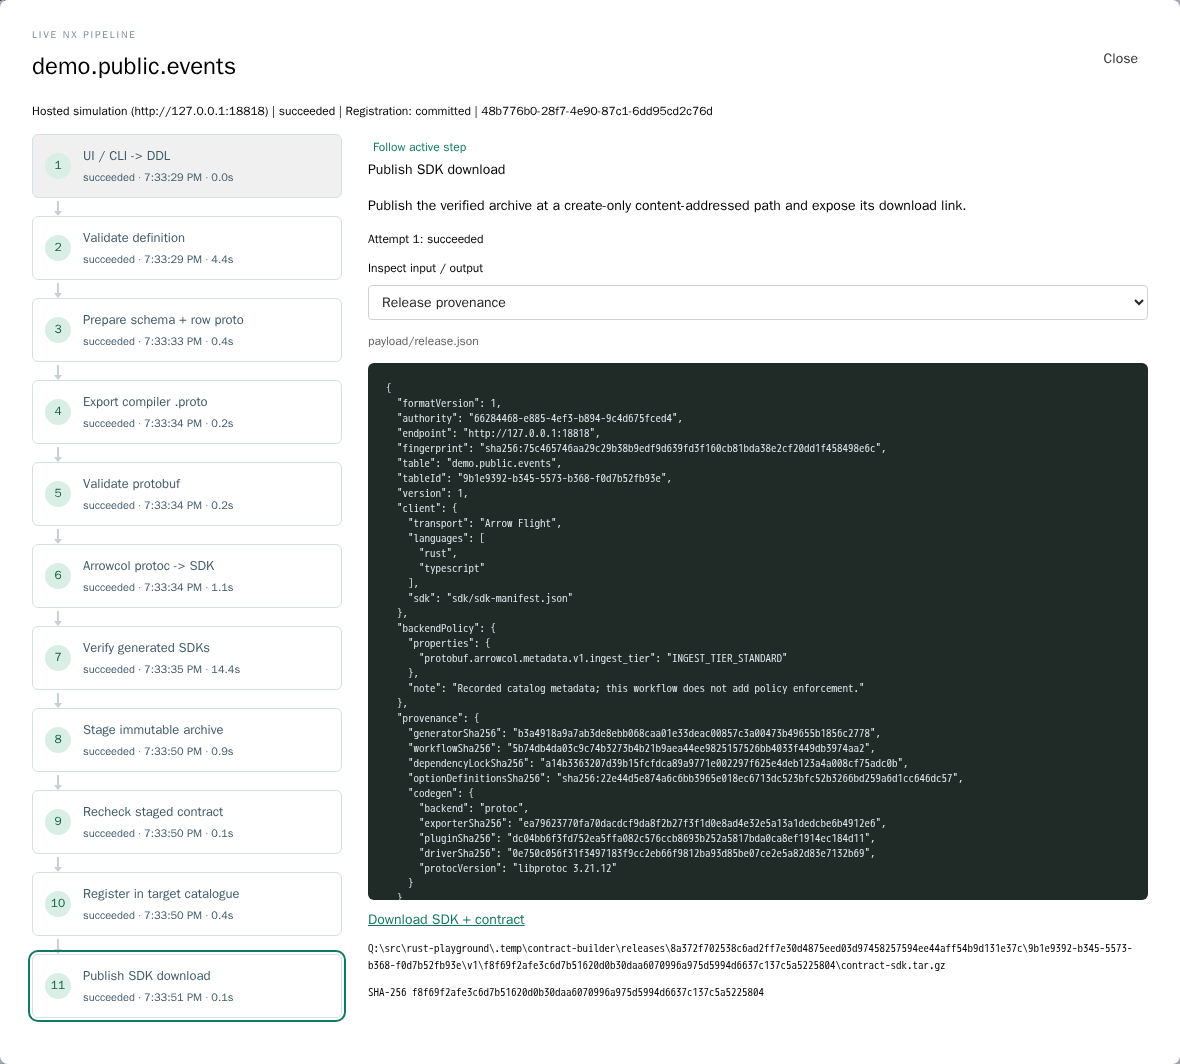 LIVE NX PIPELINE
demo.public.events
Close
Hosted simulation (http://127.0.0.1:18818) | succeeded | Registration: committed | 48b776b0-28f7-4e90-87c1-6dd95cd2c76d
1
UI / CLI -> DDL
succeeded · 7:33:29 PM · 0.0s
2
Validate definition
succeeded · 7:33:29 PM · 4.4s
3
Prepare schema + row proto
succeeded · 7:33:33 PM · 0.4s
4
Export compiler .proto
succeeded · 7:33:34 PM · 0.2s
5
Validate protobuf
succeeded · 7:33:34 PM · 0.2s
6
Arrowcol protoc -> SDK
succeeded · 7:33:34 PM · 1.1s
7
Verify generated SDKs
succeeded · 7:33:35 PM · 14.4s
8
Stage immutable archive
succeeded · 7:33:50 PM · 0.9s
9
Recheck staged contract
succeeded · 7:33:50 PM · 0.1s
10
Register in target catalogue
succeeded · 7:33:50 PM · 0.4s
11
Publish SDK download
succeeded · 7:33:51 PM · 0.1s
Follow active step
Publish SDK download
Publish the verified archive at a create-only content-addressed path and expose its download link.
Attempt 1: succeeded
Inspect input / output
Release provenance
payload/release.json
{
"formatVersion": 1,
"authority": "66284468-e885-4ef3-b894-9c4d675fced4",
"endpoint": "http://127.0.0.1:18818",
"fingerprint": "sha256:75c465746aa29c29b38b9edf9d639fd3f160cb81bda38e2cf20dd1f458498e6c",
"table": "demo.public.events",
"tableId": "9b1e9392-b345-5573-b368-f0d7b52fb93e",
"version": 1,
"client": {
"transport": "Arrow Flight",
"languages": [
"rust",
"typescript"
],
"sdk": "sdk/sdk-manifest.json"
},
"backendPolicy": {
"properties": {
"protobuf.arrowcol.metadata.v1.ingest_tier": "INGEST_TIER_STANDARD"
},
"note": "Recorded catalog metadata; this workflow does not add policy enforcement."
},
"provenance": {
"generatorSha256": "b3a4918a9a7ab3de8ebb068caa01e33deac00857c3a00473b49655b1856c2778",
"workflowSha256": "5b74db4da03c9c74b3273b4b21b9aea44ee9825157526bb4033f449db3974aa2",
"dependencyLockSha256": "a14b3363207d39b15fcfdca89a9771e002297f625e4deb123a4a008cf75adc0b",
"optionDefinitionsSha256": "sha256:22e44d5e874a6c6bb3965e018ec6713dc523bfc52b3266bd259a6d1cc646dc57",
"codegen": {
"backend": "protoc",
"exporterSha256": "ea79623770fa70dacdcf9da8f2b27f3f1d0e8ad4e32e5a13a1dedcbe6b4912e6",
"pluginSha256": "dc04bb6f3fd752ea5ffa082c576ccb8693b252a5817bda0ca8ef1914ec184d11",
"driverSha256": "0e750c056f31f3497183f9cc2eb66f9812ba93d85be07ce2e5a82d83e7132b69",
"protocVersion": "libprotoc 3.21.12"
}
}
Download SDK + contract
Q:\src\rust-playground\.temp\contract-builder\releases\8a372f702538c6ad2ff7e30d4875eed03d97458257594ee44aff54b9d131e37c\9b1e9392-b345-5573-
b368-f0d7b52fb93e\v1\f8f69f2afe3c6d7b51620d0b30daa6070996a975d5994d6637c137c5a5225804\contract-sdk.tar.gz
SHA-256 f8f69f2afe3c6d7b51620d0b30daa6070996a975d5994d6637c137c5a5225804